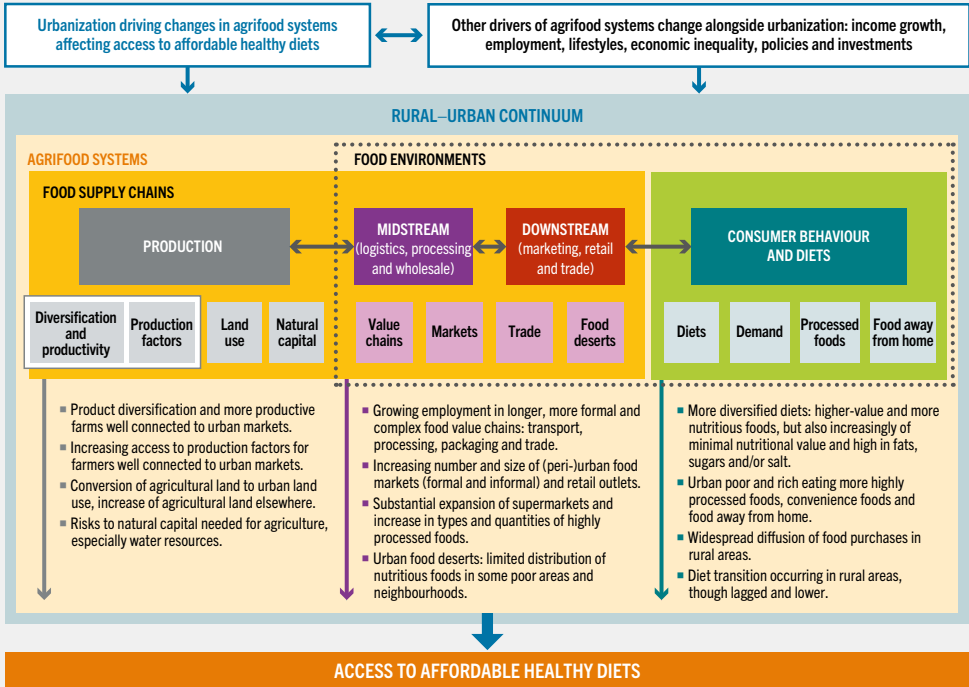 Urbanization driving changes in agrifood systems
affecting access to affordable healthy diets
Other drivers of agrifood systems change alongside urbanization: income growth,
employment, lifestyles, economic inequality, policies and investments
RURAL–URBAN CONTINUUM
AGRIFOOD SYSTEMS
FOOD ENVIRONMENTS
FOOD SUPPLY CHAINS
PRODUCTION
MIDSTREAM
(logistics, processing
and wholesale)
DOWNSTREAM
(marketing, retail
and trade)
CONSUMER BEHAVIOUR
AND DIETS
Diversification
and
productivity
Production
factors
Land
use
Natural
capital
Value
chains
Markets
Trade
Food
deserts
Diets
Demand
Processed
foods
Food away
from home
■ Product diversification and more productive
farms well connected to urban markets.
■ Increasing access to production factors for
farmers well connected to urban markets.
■ Conversion of agricultural land to urban land
use, increase of agricultural land elsewhere.
■ Risks to natural capital needed for agriculture,
especially water resources.
■ Growing employment in longer, more formal and
complex food value chains: transport,
processing, packaging and trade.
■ Increasing number and size of (peri-)urban food
markets (formal and informal) and retail outlets.
■ Substantial expansion of supermarkets and
increase in types and quantities of highly
processed foods.
■ Urban food deserts: limited distribution of
nutritious foods in some poor areas and
neighbourhoods.
■ More diversified diets: higher-value and more
nutritious foods, but also increasingly of
minimal nutritional value and high in fats,
sugars and/or salt.
■ Urban poor and rich eating more highly
processed foods, convenience foods and
food away from home.
■ Widespread diffusion of food purchases in
rural areas.
■ Diet transition occurring in rural areas,
though lagged and lower.
ACCESS TO AFFORDABLE HEALTHY DIETS